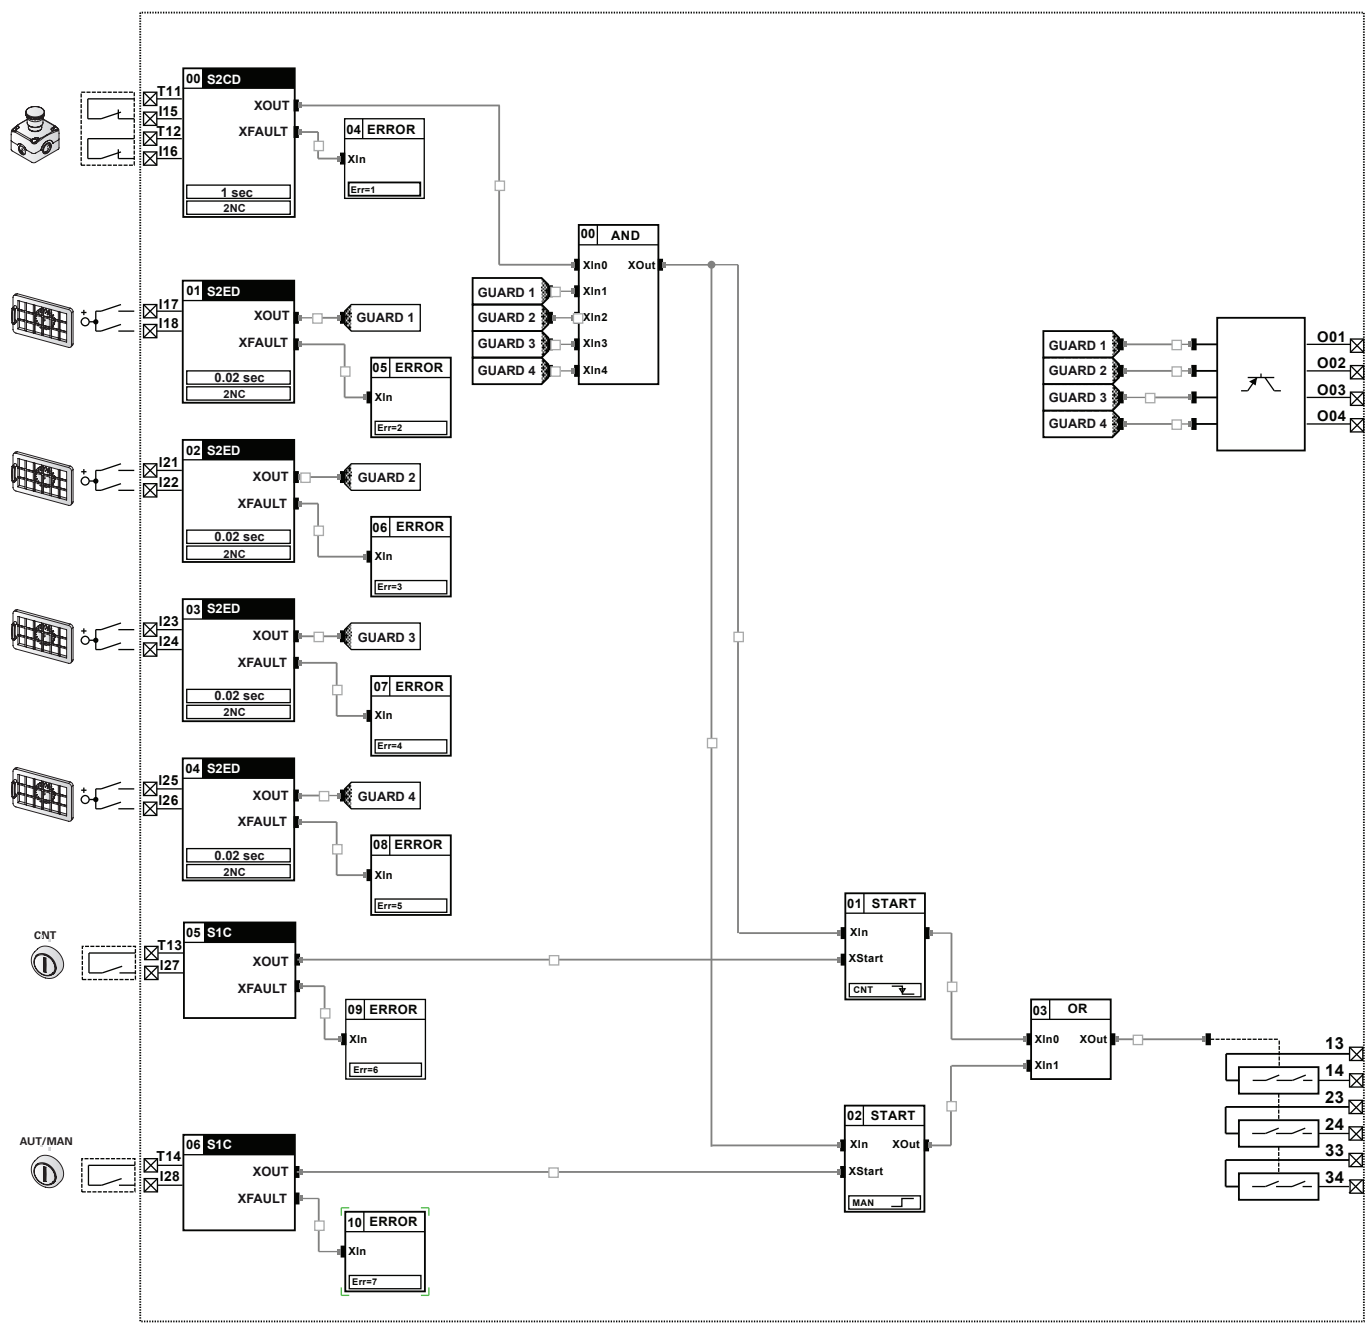 00 S2CD
T11
I15
T12
I16
XOUT
XFAULT
1 sec
2NC
04 ERROR
XIn
Err=1
00 AND
XIn0 XOut
XIn1
XIn2
XIn3
XIn4
GUARD 1
GUARD 2
GUARD 3
GUARD 4
+
I17
I18
01 S2ED
XOUT
XFAULT
0.02 sec
2NC
GUARD 1
05 ERROR
XIn
Err=2
GUARD 1
GUARD 2
GUARD 3
GUARD 4
O01
O02
O03
O04
+
I21
I22
02 S2ED
XOUT
XFAULT
0.02 sec
2NC
GUARD 2
06 ERROR
XIn
Err=3
+
I23
I24
03 S2ED
XOUT
XFAULT
0.02 sec
2NC
GUARD 3
07 ERROR
XIn
Err=4
+
I25
I26
04 S2ED
XOUT
XFAULT
0.02 sec
2NC
GUARD 4
08 ERROR
XIn
Err=5
CNT
T13
I27
05 S1C
XOUT
XFAULT
09 ERROR
XIn
Err=6
01 START
XIn
XStart
CNT
03 OR
XIn0 XOut
XIn1
13
14
23
24
33
34
AUT/MAN
T14
I28
06 S1C
XOUT
XFAULT
10 ERROR
XIn
Err=7
02 START
XIn XOut
XStart
MAN